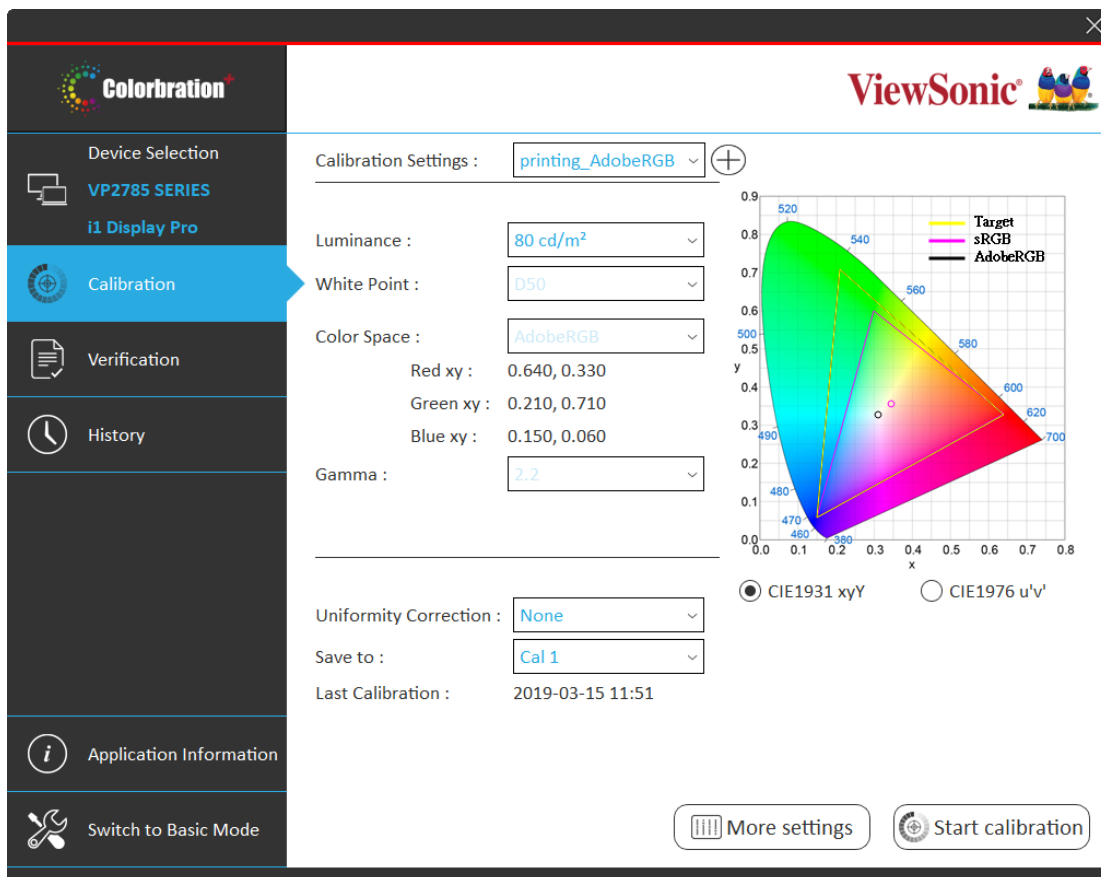 Colorbration+
ViewSonic®
Device Selection
VP2785 SERIES
i1 Display Pro
Calibration
Verification
History
Application Information
Switch to Basic Mode
Calibration Settings : printing_AdobeRGB
Luminance : 80 cd/m²
White Point : D50
Color Space : AdobeRGB
Red xy : 0.640, 0.330
Green xy : 0.210, 0.710
Blue xy : 0.150, 0.060
Gamma : 2.2
Uniformity Correction : None
Save to : Cal 1
Last Calibration : 2019-03-15 11:51
Target
sRGB
AdobeRGB
0.9
0.8
0.7
0.6
0.5
y
0.4
0.3
0.2
0.1
0.0
520
540
560
580
600
620
700
500
490
480
470
460
380
0.0 0.1 0.2 0.3 0.4 0.5 0.6 0.7 0.8
x
CIE1931 xyY CIE1976 u'v'
More settings Start calibration